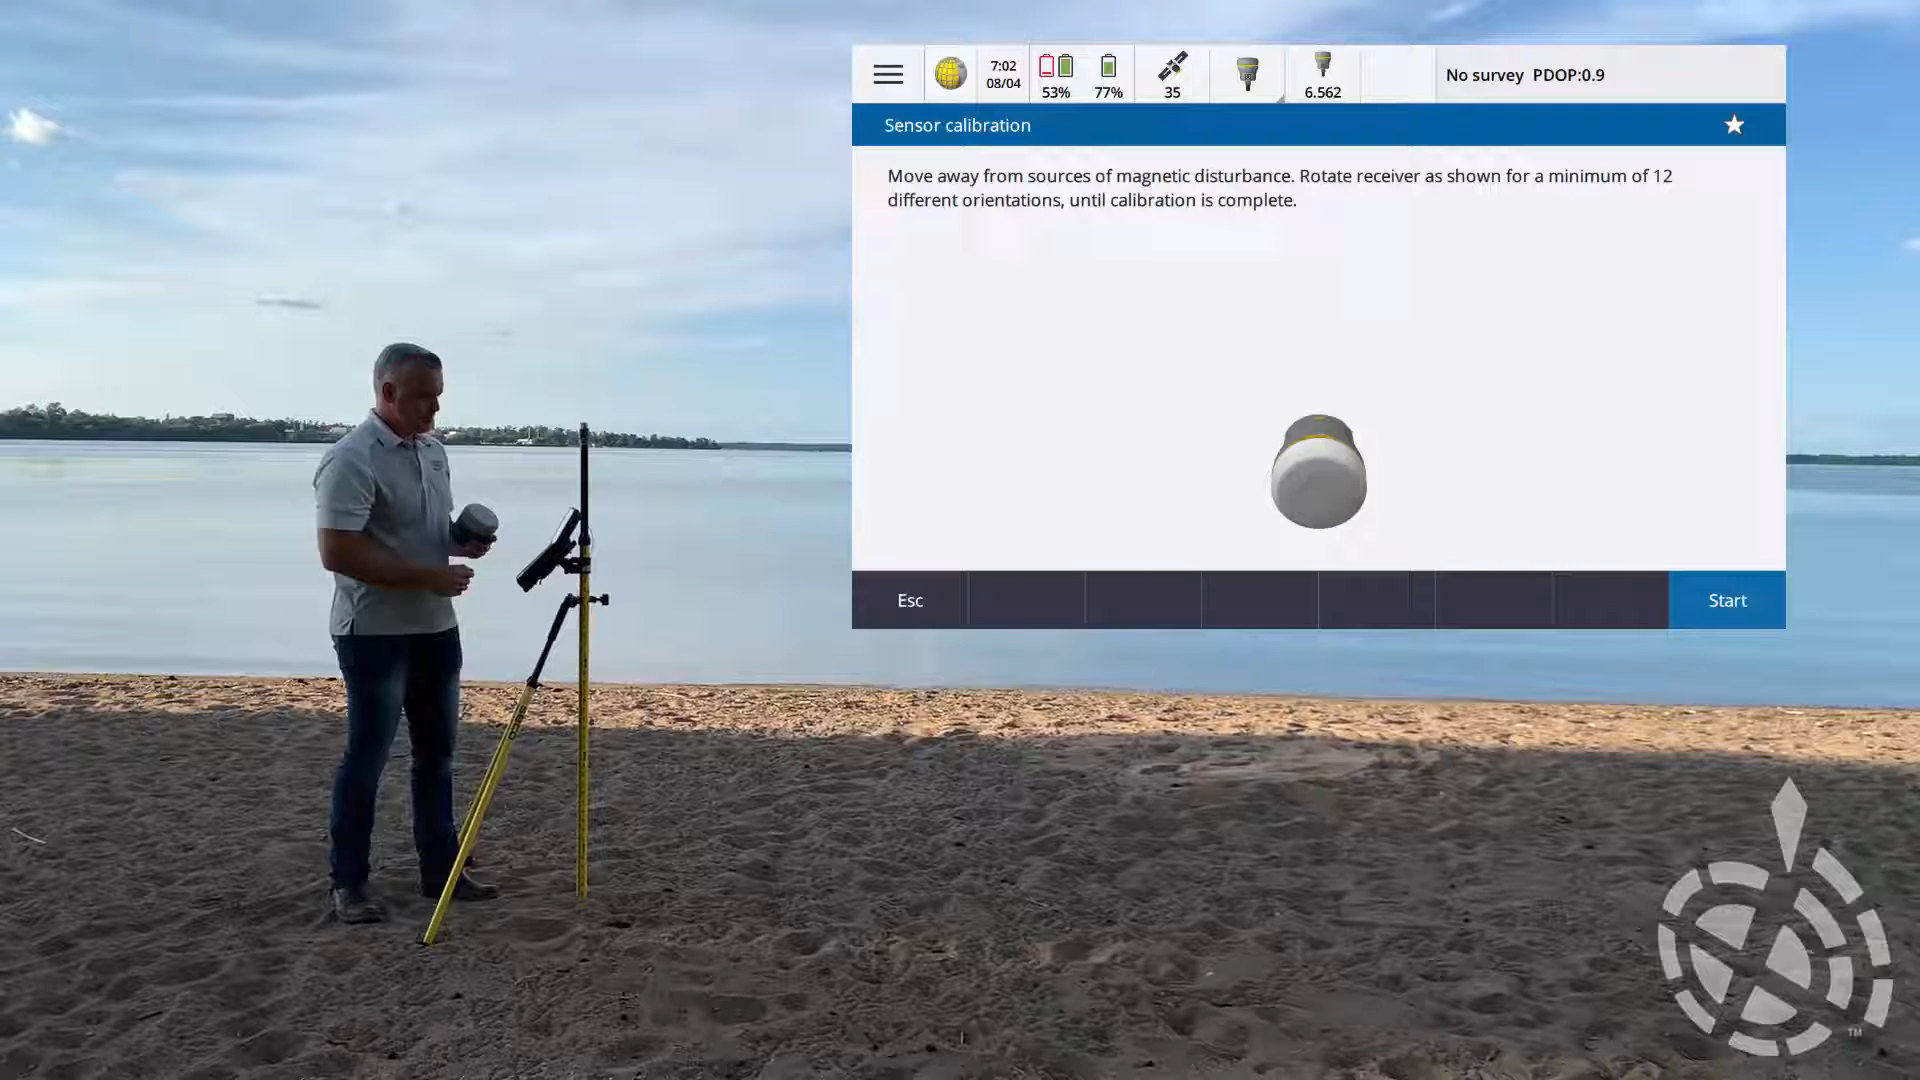 7:02
08/04
53%
77%
35
6.562
No survey PDOP:0.9
Sensor calibration
Move away from sources of magnetic disturbance. Rotate receiver as shown for a minimum of 12
different orientations, until calibration is complete.
Esc
Start
TM